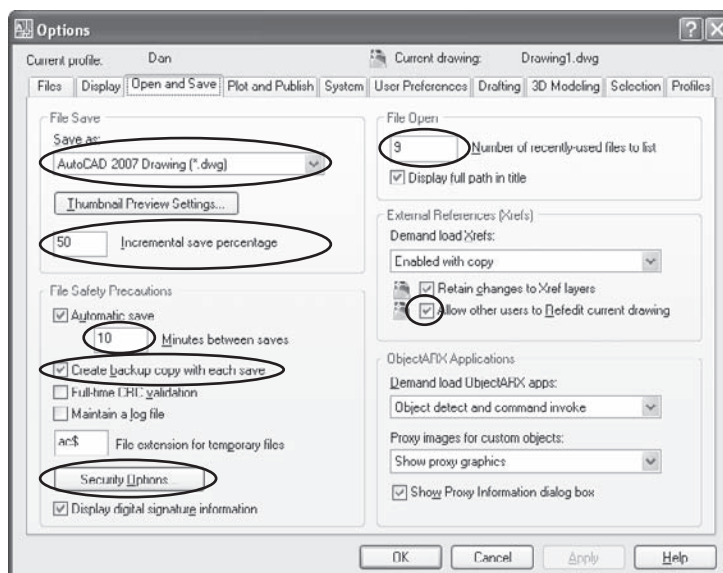 Options
Current profile: Dan
Current drawing: Drawing1.dwg
Files Display Open and Save Plot and Publish System User Preferences Drafting 3D Modeling Selection Profiles
File Save
Save as:
AutoCAD 2007 Drawing (*.dwg)
Thumbnail Preview Settings...
50 Incremental save percentage
File Safety Precautions
Automatic save
10 Minutes between saves
Create backup copy with each save
Full-time CRC validation
Maintain a log file
ac$ File extension for temporary files
Security Options...
Display digital signature information
File Open
9 Number of recently-used files to list
Display full path in title
External References (Xrefs)
Demand load Xrefs:
Enabled with copy
Retain changes to Xref layers
Allow other users to Refedit current drawing
ObjectARX Applications
Demand load ObjectARX apps:
Object detect and command invoke
Proxy images for custom objects:
Show proxy graphics
Show Proxy Information dialog box
OK Cancel Apply Help